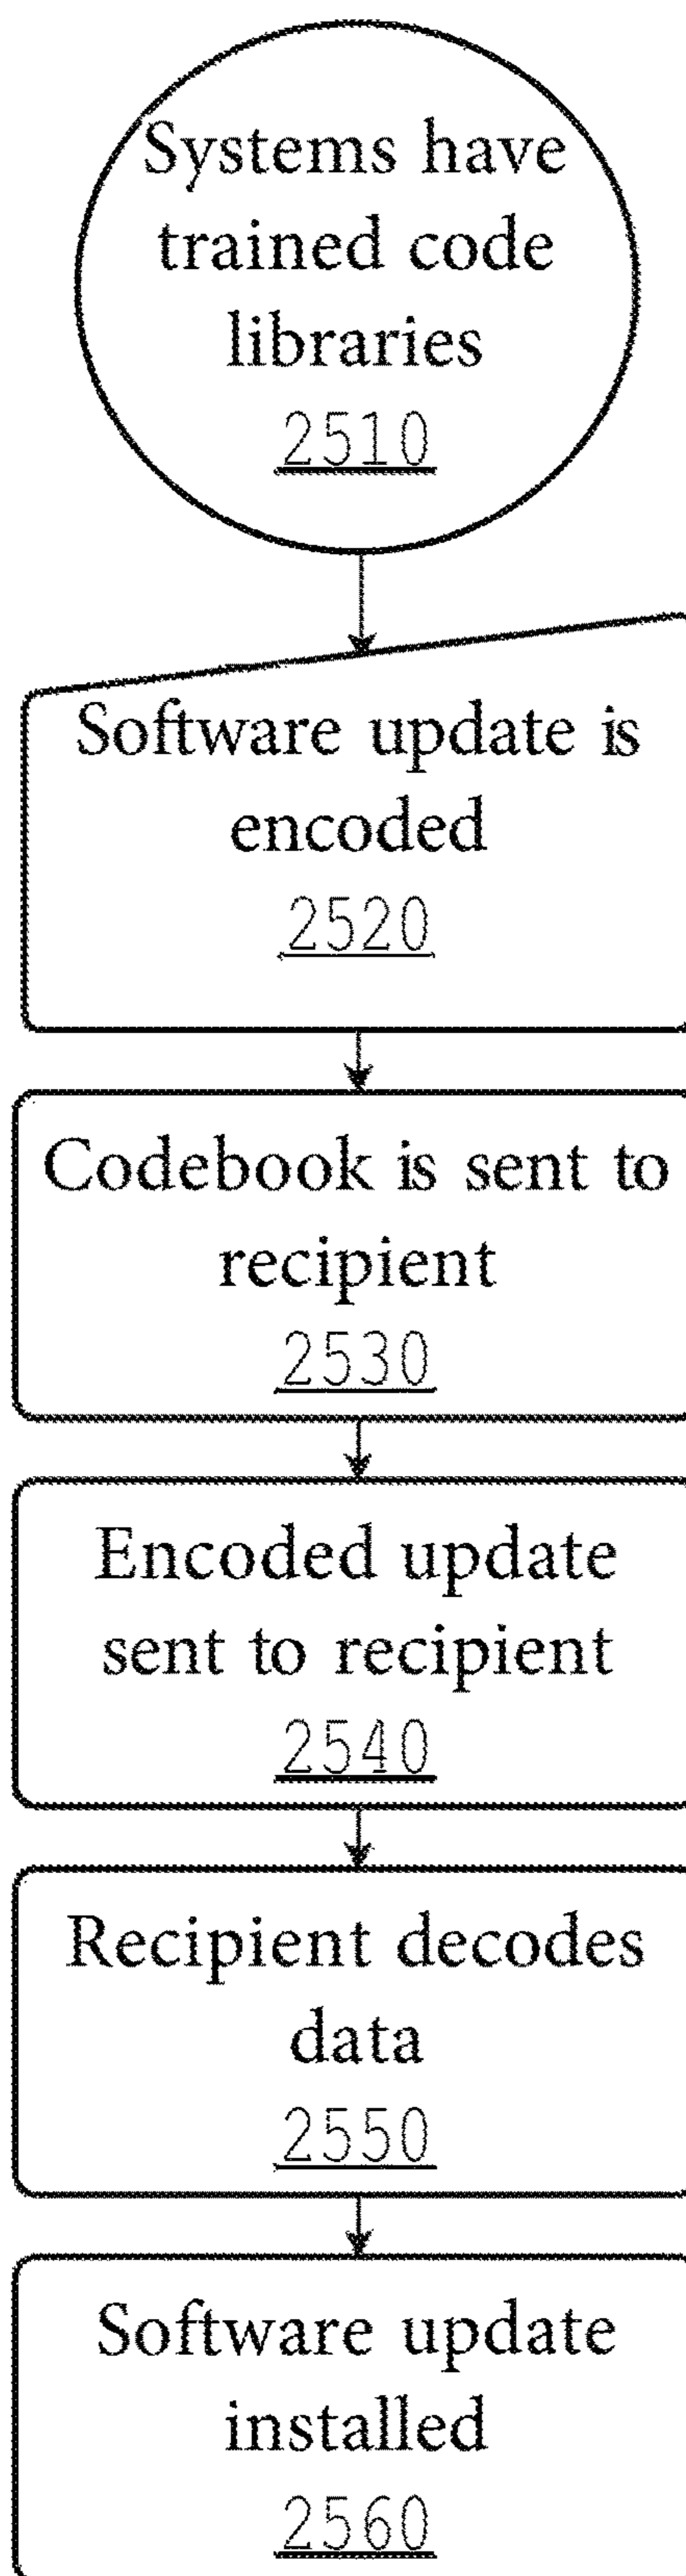 Systems have
trained code
libraries
2510
Software update is
encoded
2520
Codebook is sent to
recipient
2530
Encoded update
sent to recipient
2540
Recipient decodes
data
2550
Software update
installed
2560